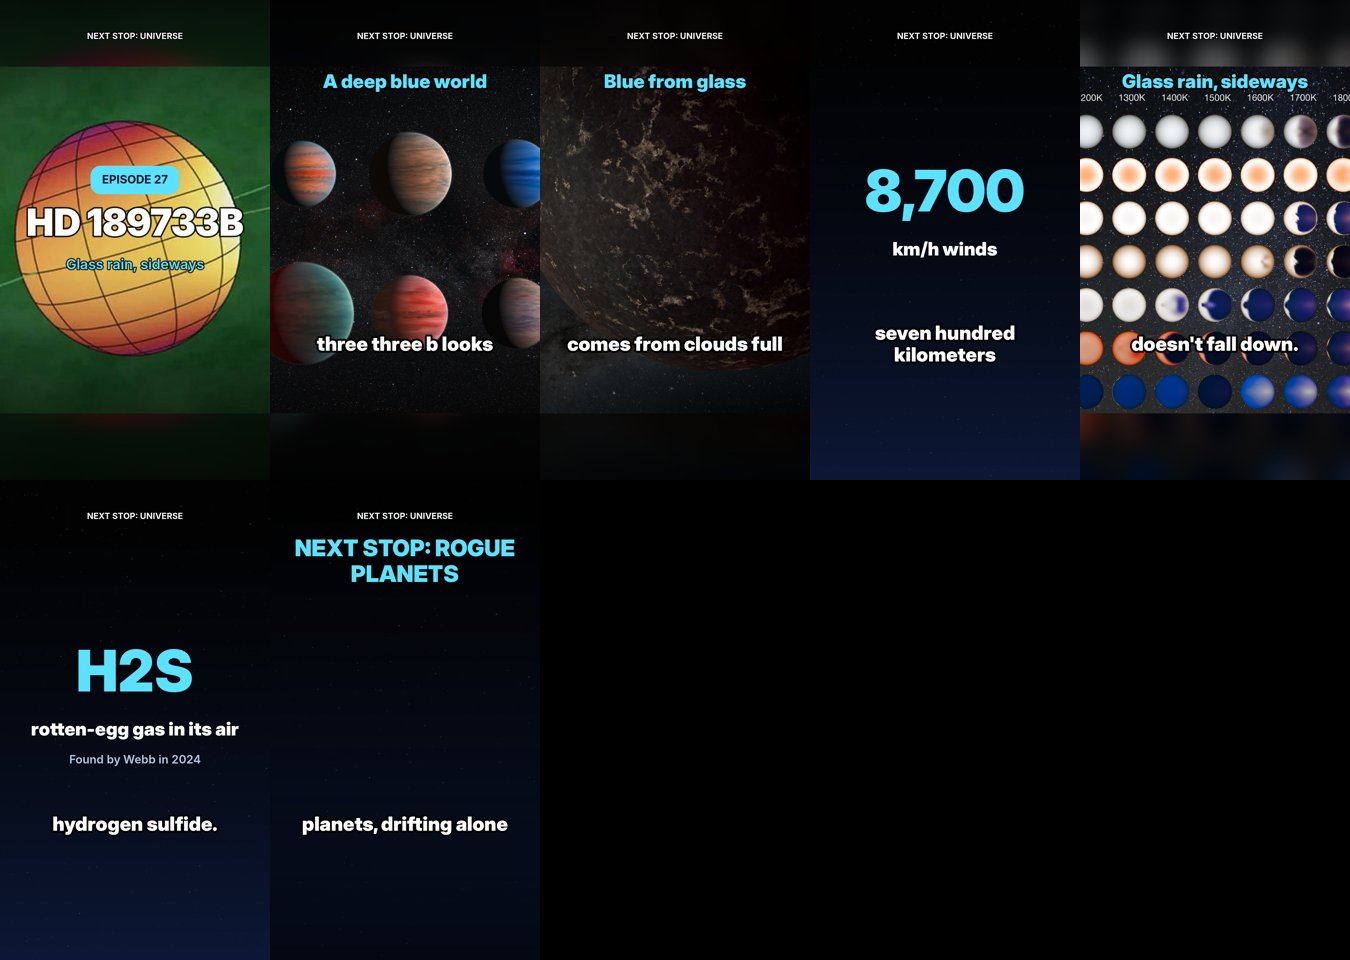 NEXT STOP: UNIVERSE
EPISODE 27
HD 189733B
Glass rain, sideways
NEXT STOP: UNIVERSE
A deep blue world
three three b looks
NEXT STOP: UNIVERSE
Blue from glass
comes from clouds full
NEXT STOP: UNIVERSE
8,700
km/h winds
seven hundred
kilometers
NEXT STOP: UNIVERSE
Glass rain, sideways
200K 1300K 1400K 1500K 1600K 1700K 1800
doesn't fall down.
NEXT STOP: UNIVERSE
H2S
rotten-egg gas in its air
Found by Webb in 2024
hydrogen sulfide.
NEXT STOP: UNIVERSE
NEXT STOP: ROGUE
PLANETS
planets, drifting alone